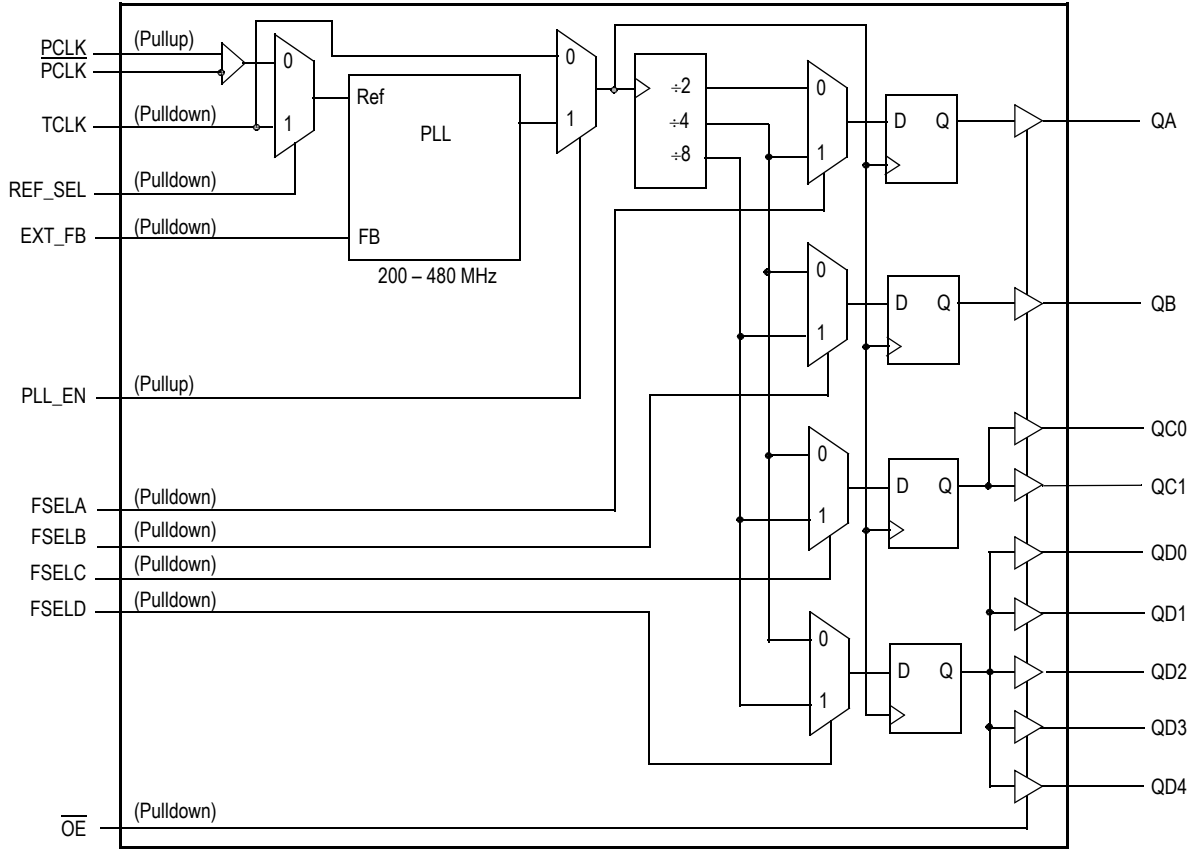 PCLK (Pullup)
PCLK
TCLK (Pulldown)
REF_SEL (Pulldown)
EXT_FB (Pulldown)
PLL_EN (Pullup)
FSELA (Pulldown)
FSELB (Pulldown)
FSELC (Pulldown)
FSELD (Pulldown)
OE (Pulldown)
0
1
Ref
PLL
FB
200 – 480 MHz
0
1
÷2
÷4
÷8
0
1
D Q
QA
0
1
D Q
QB
0
1
D Q
QC0
QC1
0
1
D Q
QD0
QD1
QD2
QD3
QD4